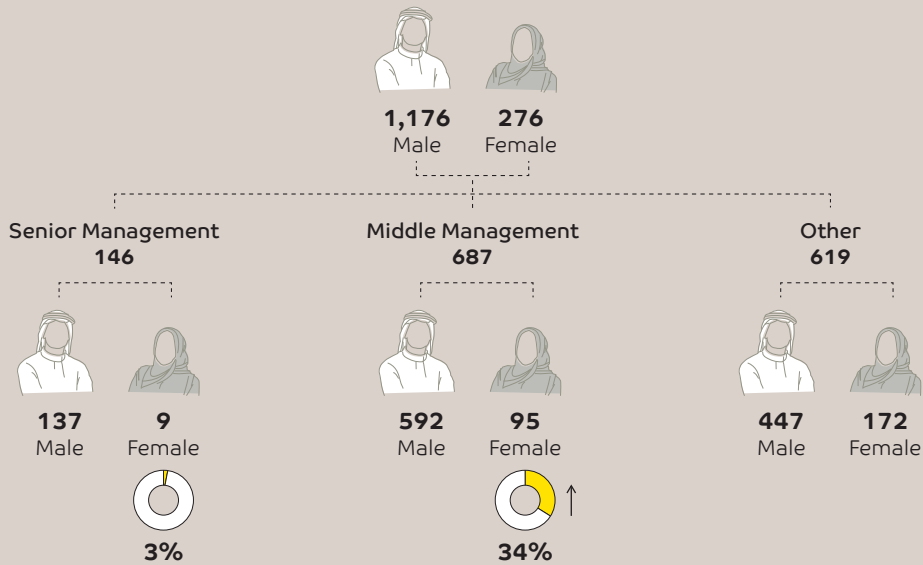 1,176
Male
276
Female
Senior Management
146
Middle Management
687
Other
619
137
Male
9
Female
592
Male
95
Female
447
Male
172
Female
3%
34%